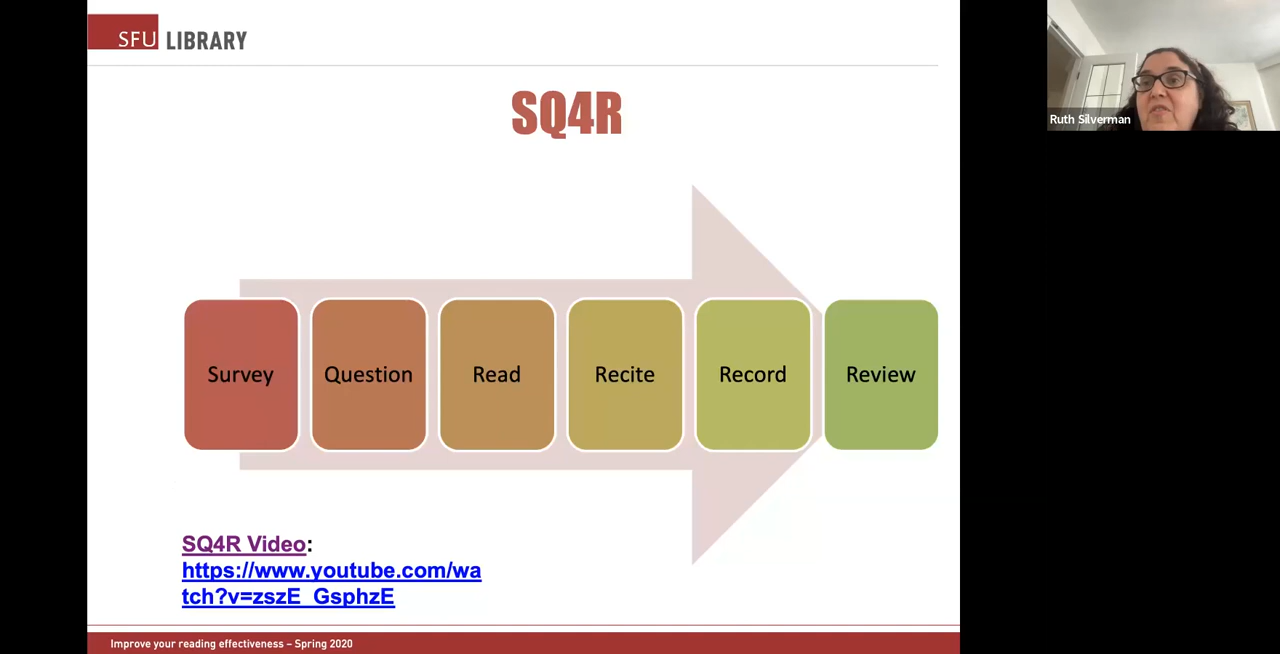 SFU LIBRARY
Ruth Silverman
SQ4R
Survey
Question
Read
Recite
Record
Review
SQ4R Video:
https://www.youtube.com/wa
tch?v=zszE_GsphzE
Improve your reading effectiveness – Spring 2020